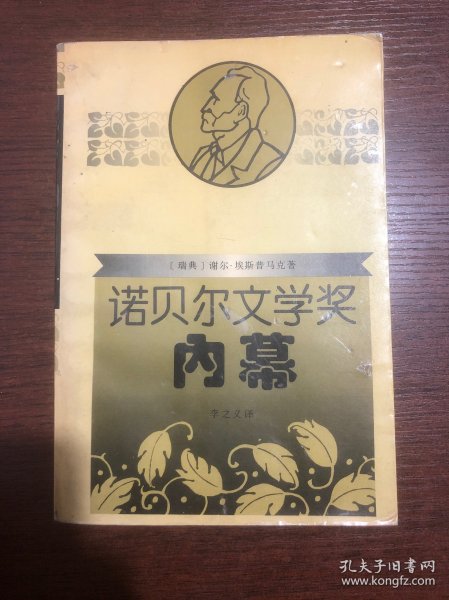 [瑞典]谢尔·埃斯普马克著
诺贝尔文学奖
内幕
李之义译
孔夫子旧书网
www.kongfz.com